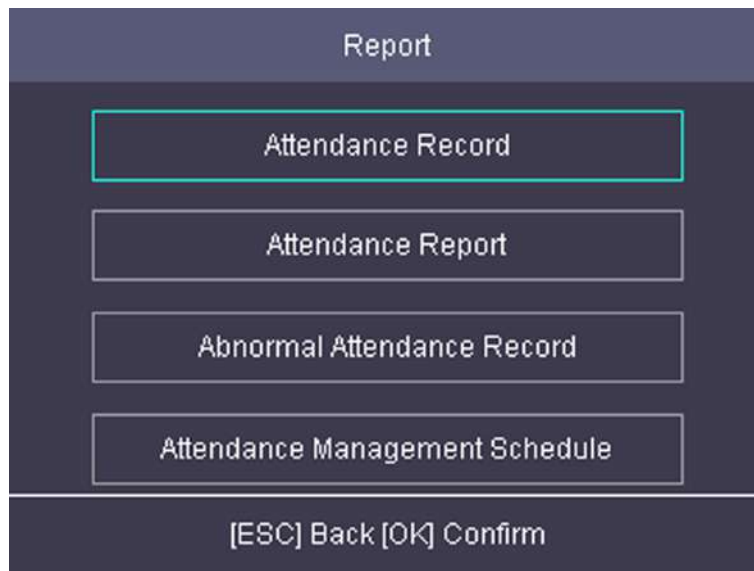 Report
Attendance Record
Attendance Report
Abnormal Attendance Record
Attendance Management Schedule
[ESC] Back [OK] Confirm